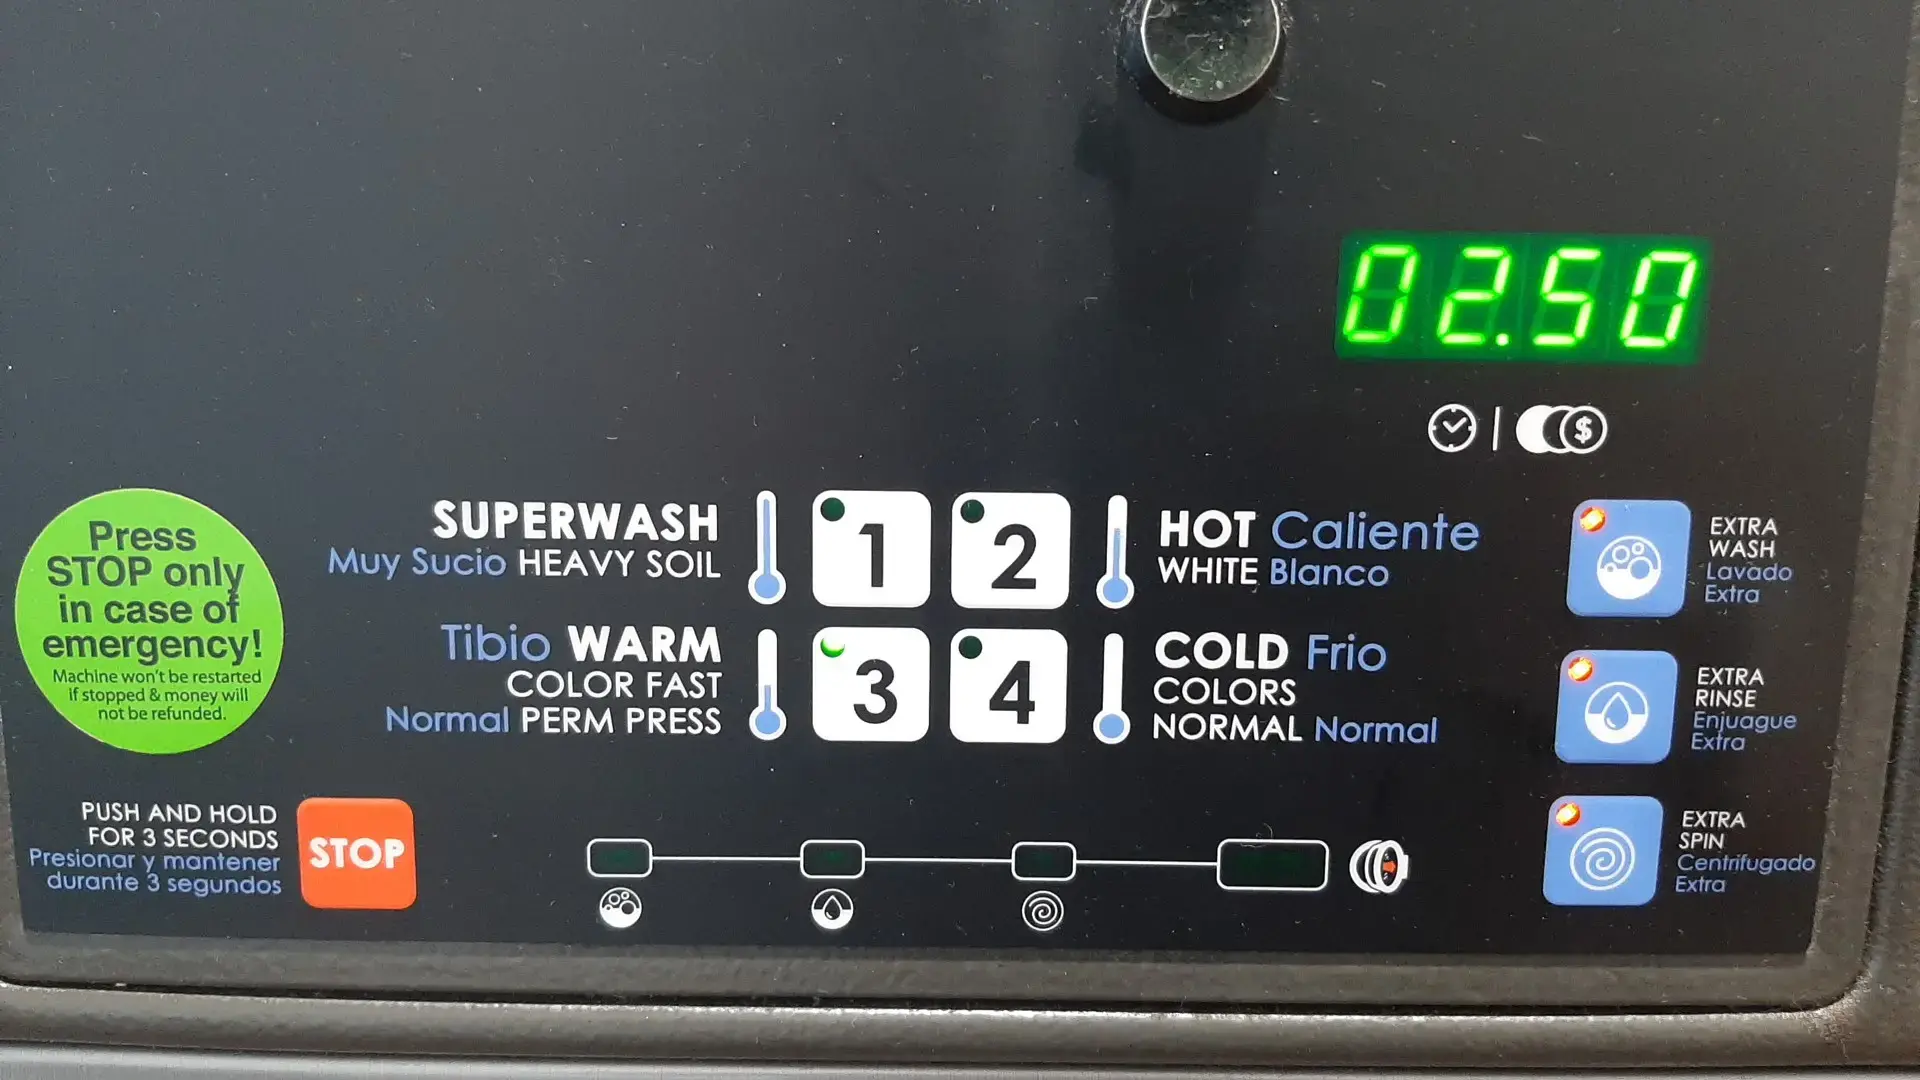 02.50
$
Press
STOP only
in case of
emergency!
Machine won't be restarted
if stopped & money will
not be refunded.
SUPERWASH
Muy Sucio HEAVY SOIL
1
2
HOT Caliente
WHITE Blanco
Tibio WARM
COLOR FAST
Normal PERM PRESS
3
4
COLD Frio
COLORS
NORMAL Normal
EXTRA
WASH
Lavado
Extra
EXTRA
RINSE
Enjuague
Extra
EXTRA
SPIN
Centrifugado
Extra
PUSH AND HOLD
FOR 3 SECONDS
Presionar y mantener
durante 3 segundos
STOP